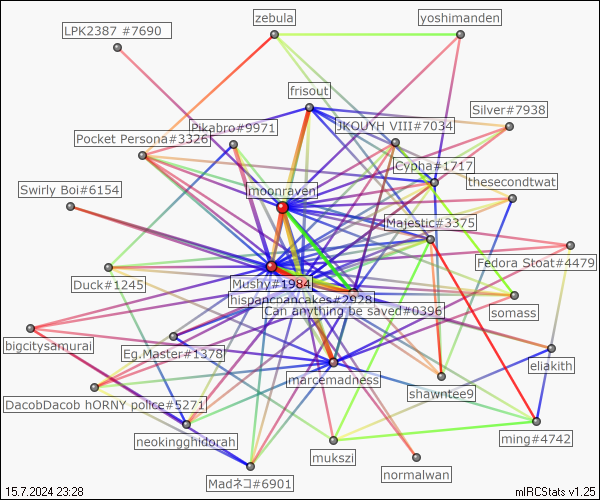 zebula
yoshimanden
LPK2387 #7690
frisout
Silver#7938
Pikabro#9971
JKOUYH VIII#7034
Pocket Persona#3326
Cypha#1717
moonraven
thesecondtwat
Swirly Boi#6154
Majestic#3375
Fedora Stoat#4479
Duck#1245
Mushy#1984
hispancpancakes#2928
Can anything be saved#0396
somass
bigcitysamurai
Eg.Master#1378
eliakith
marcemadness
shawntee9
DacobDacob hORNY police#5271
neokingghidorah
ming#4742
mukszi
normalwan
Madネコ#6901
15.7.2024 23:28
mIRCStats v1.25